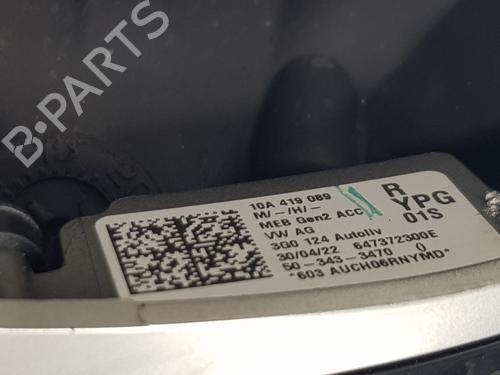 B-PARTS
10A 419 089
M/-/H/-
MEB Gen2 ACC
VW AG
3G0 124 Autoliv
30/04/22 647372300E
50-343-3470 ()
*603 AUCH06RNYMD*
R
YPG
01S